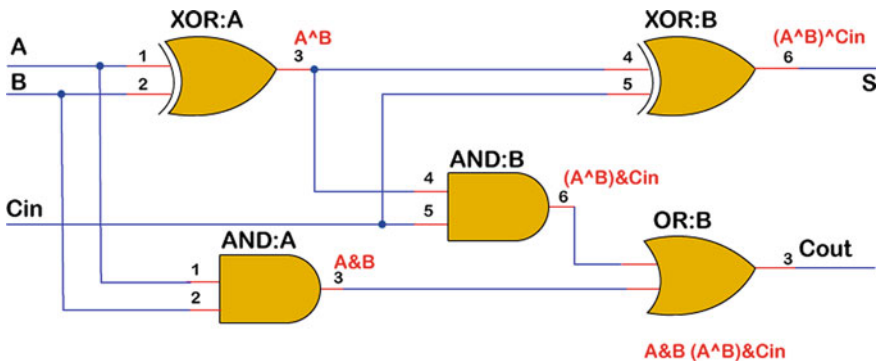 XOR:A
XOR:B
A
1
A^B
3
4
(A^B)^Cin
6
B
2
5
S
AND:B
4
(A^B)&Cin
6
Cin
5
OR:B
AND:A
A&B
3
3
Cout
1
2
A&B (A^B)&Cin